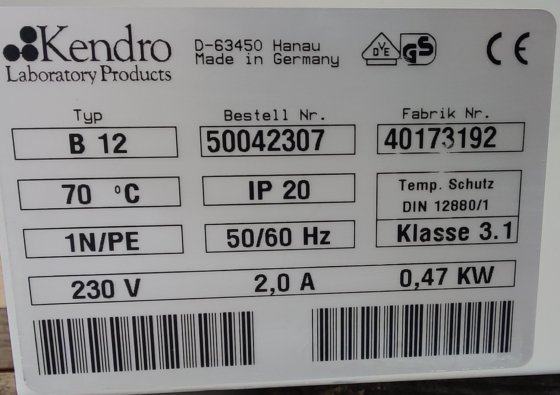 Kendro
Laboratory Products
D-63450 Hanau
Made in Germany
VDE
GS
CE
Typ Bestell Nr. Fabrik Nr.
B 12 50042307 40173192
70 °C IP 20 Temp. Schutz
DIN 12880/1
1N/PE 50/60 Hz Klasse 3.1
230 V 2,0 A 0,47 KW